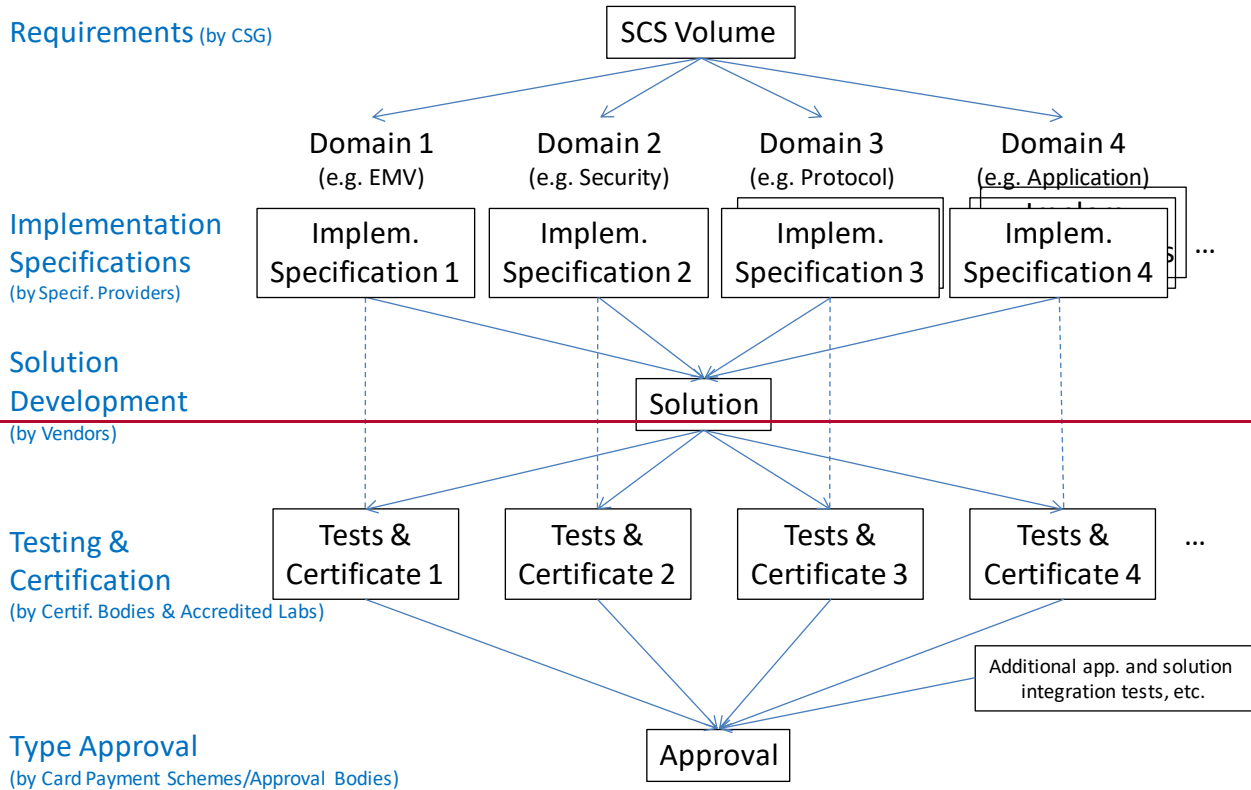 Requirements (by CSG)
SCS Volume
Domain 1
(e.g. EMV)
Domain 2
(e.g. Security)
Domain 3
(e.g. Protocol)
Domain 4
(e.g. Application)
Implementation
Specifications
(by Specif. Providers)
Implem.
Specification 1
Implem.
Specification 2
Implem.
Specification 3
Implem.
Specification 4
...
Solution
Development
(by Vendors)
Solution
Testing &
Certification
(by Certif. Bodies & Accredited Labs)
Tests &
Certificate 1
Tests &
Certificate 2
Tests &
Certificate 3
Tests &
Certificate 4
...
Additional app. and solution
integration tests, etc.
Type Approval
(by Card Payment Schemes/Approval Bodies)
Approval